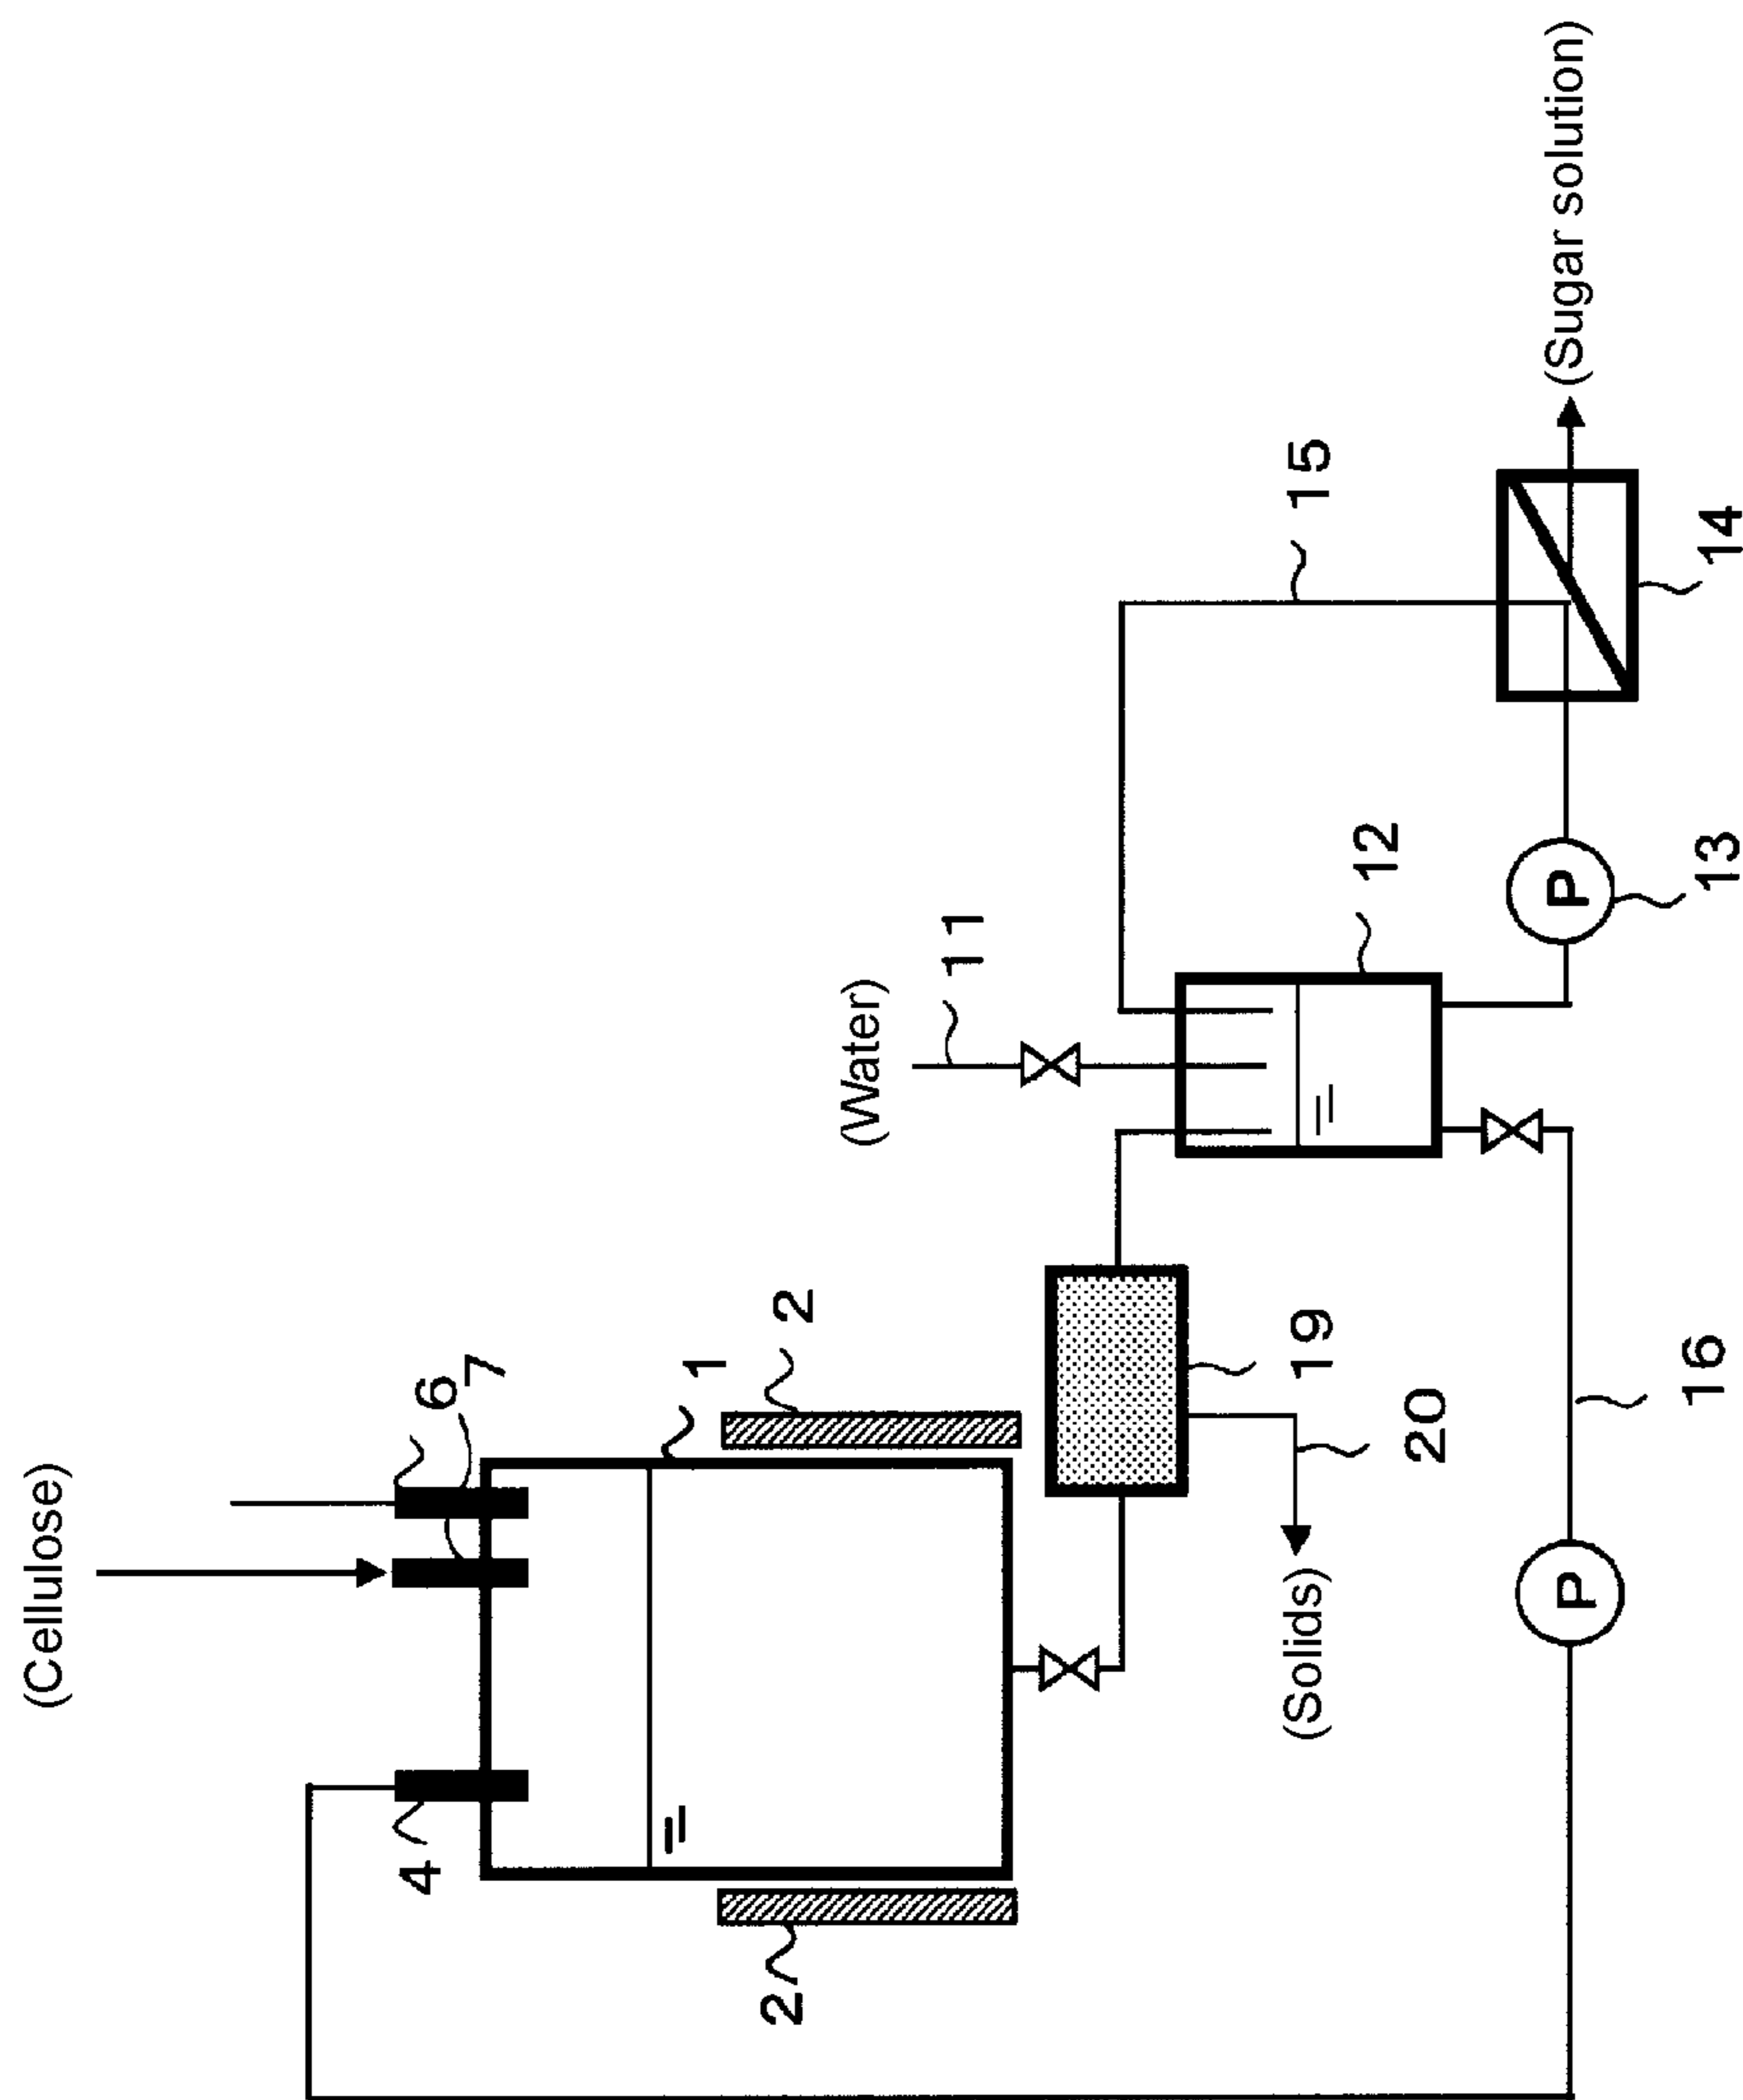 (Cellulose)
6
7
1
2
4
2
(Water)
11
12
15
(Sugar solution)
19
20
(Solids)
14
P
13
16
P